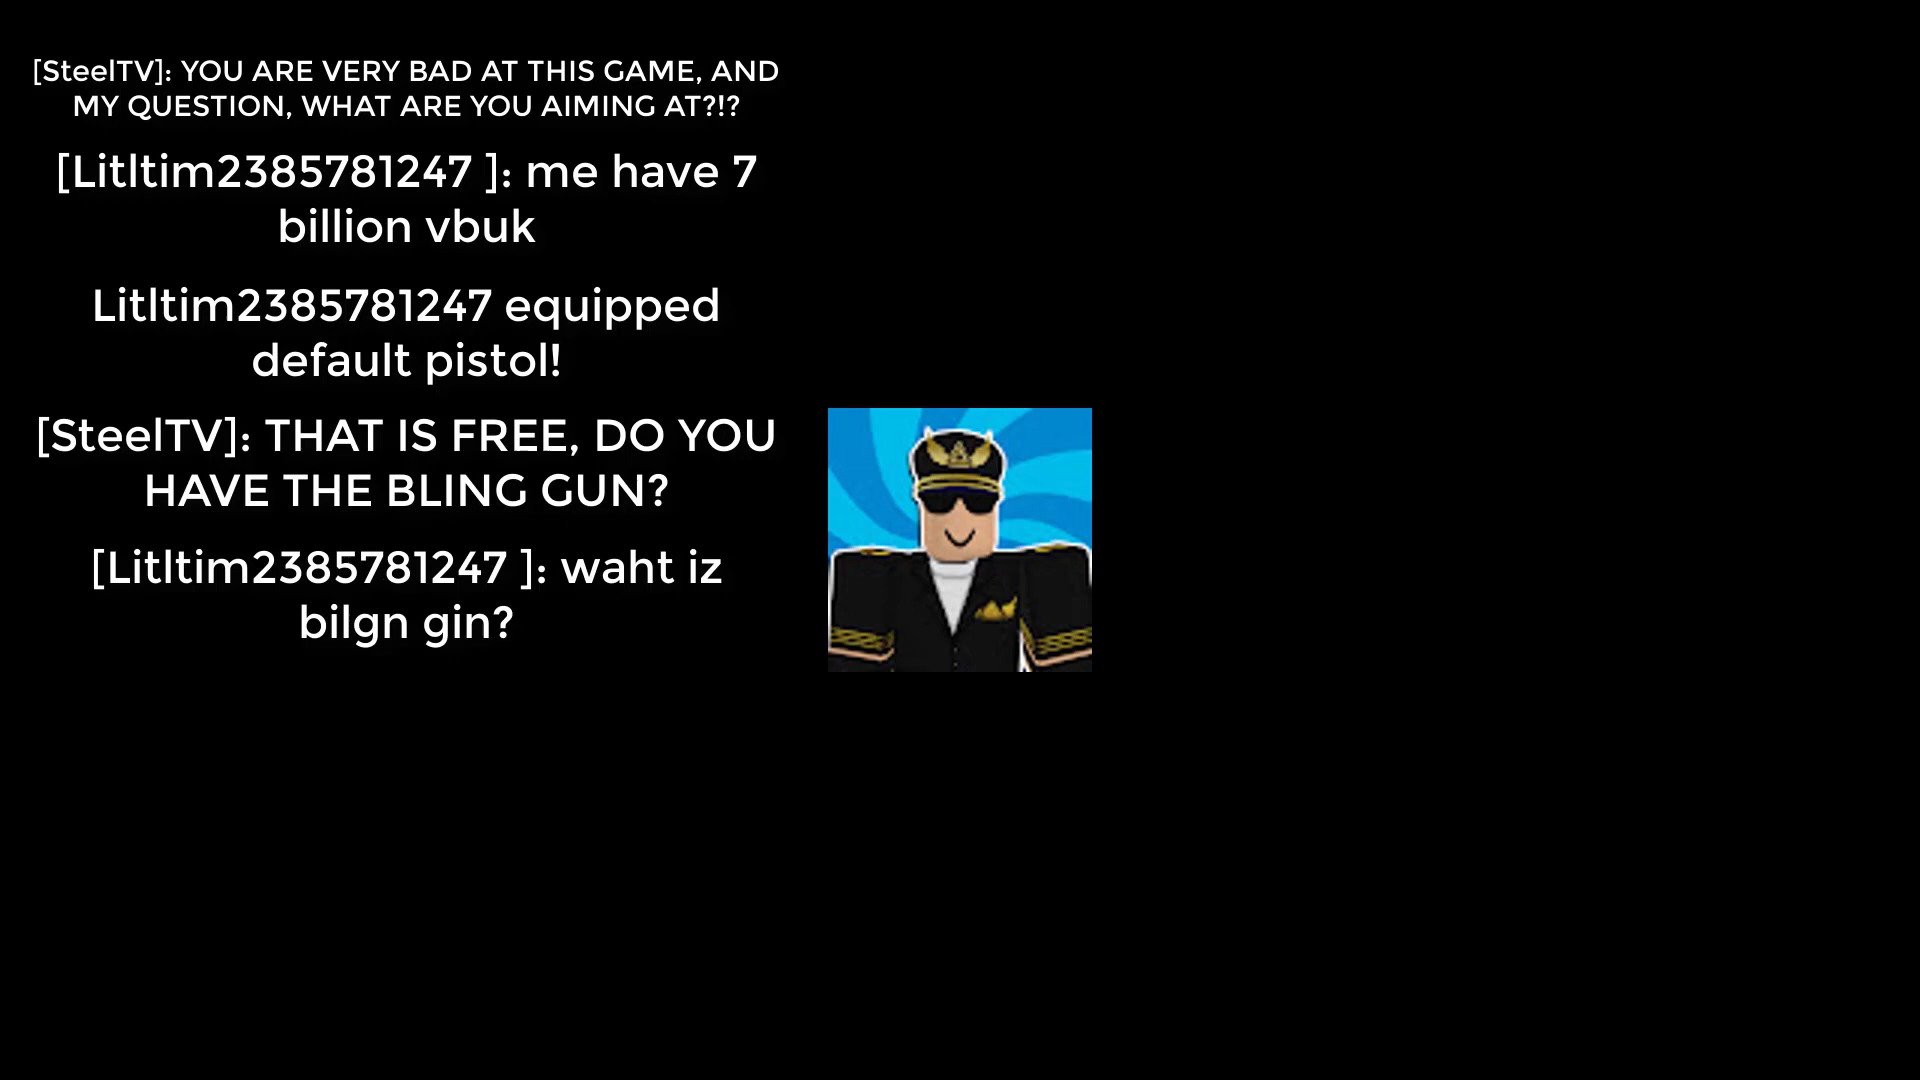 [SteelTV]: YOU ARE VERY BAD AT THIS GAME, AND
MY QUESTION, WHAT ARE YOU AIMING AT?!?
[Litltim2385781247 ]: me have 7
billion vbuk
Litltim2385781247 equipped
default pistol!
[SteelTV]: THAT IS FREE, DO YOU
HAVE THE BLING GUN?
[Litltim2385781247 ]: waht iz
bilgn gin?